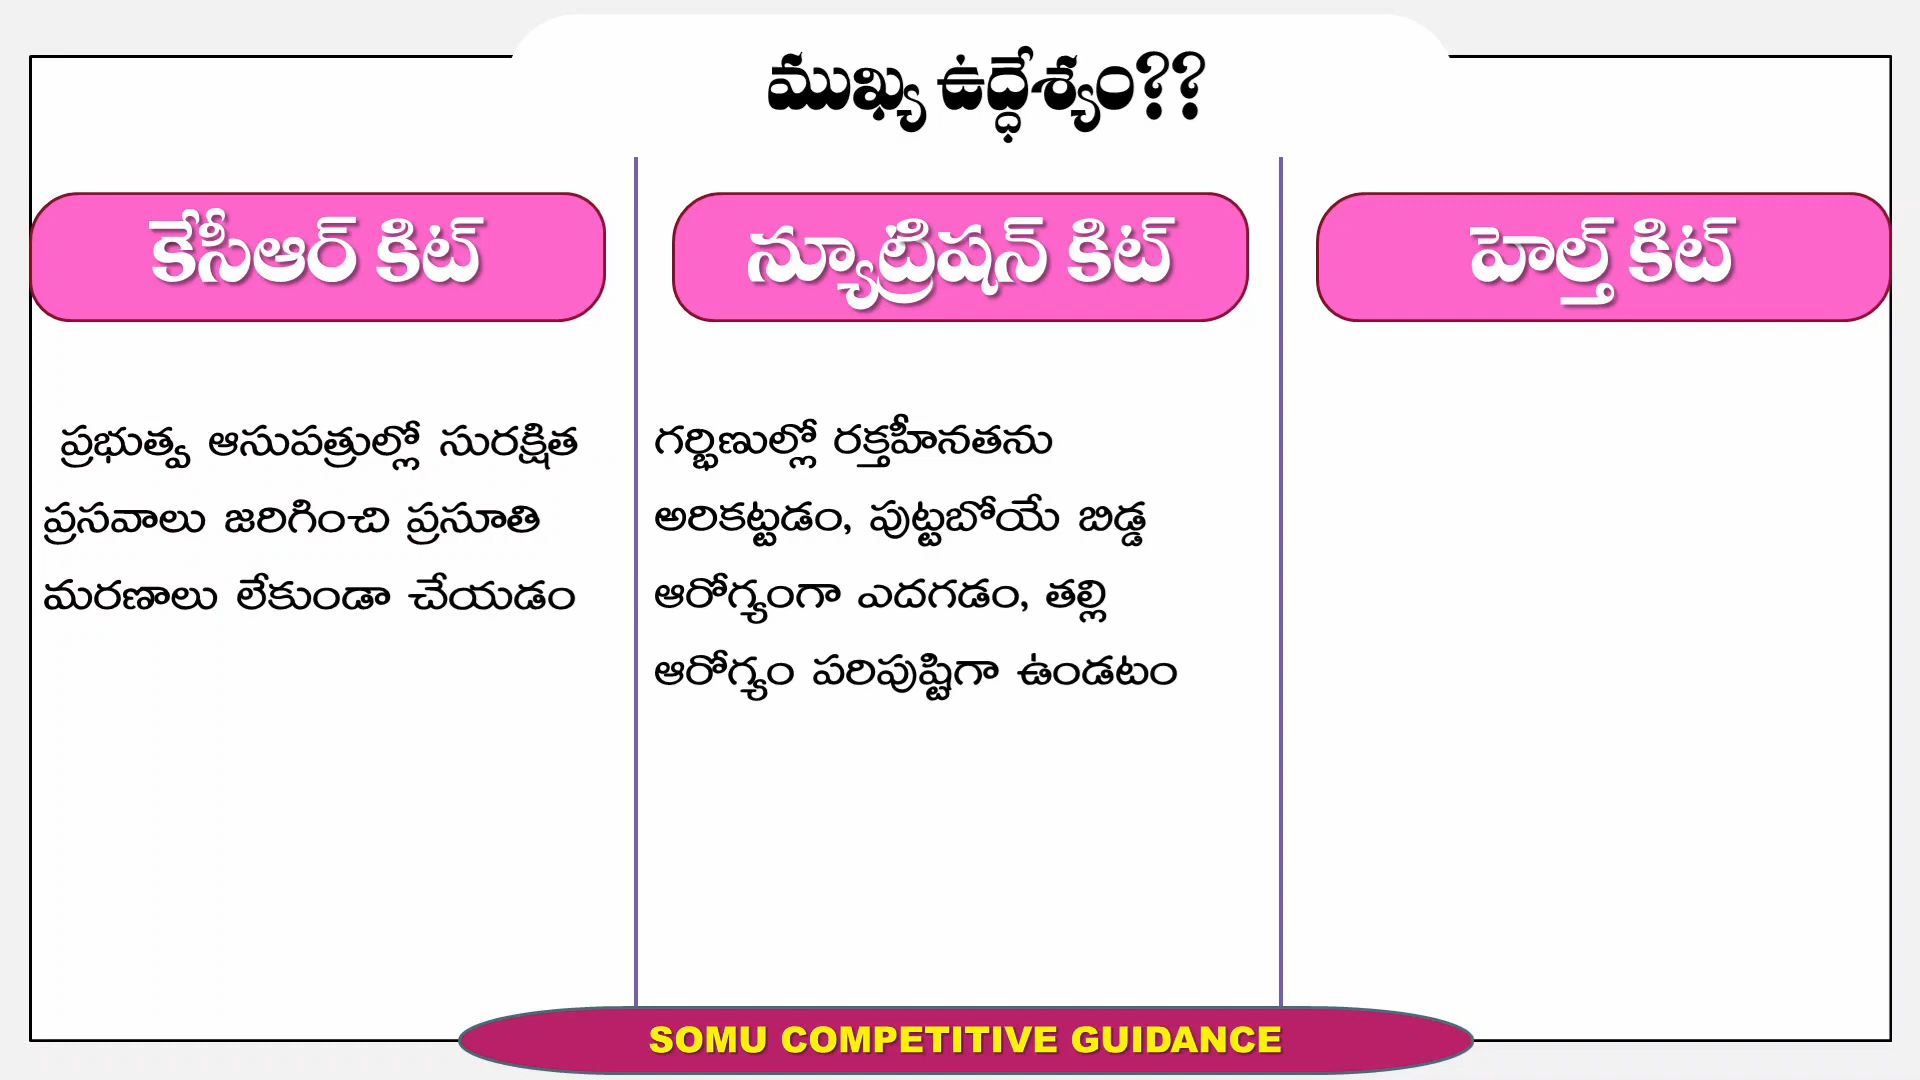 ముఖ్య ఉద్ధేశ్యం??
కేసీఆర్ కిట్
ప్రభుత్వ ఆసుపత్రుల్లో సురక్షిత
ప్రసవాలు జరిగించి ప్రసూతి
మరణాలు లేకుండా చేయడం
న్యూట్రిషన్ కిట్
గర్భిణుల్లో రక్తహీనతను
అరికట్టడం, పుట్టబోయే బిడ్డ
ఆరోగ్యంగా ఎదగడం, తల్లి
ఆరోగ్యం పరిపుష్టిగా ఉండటం
హెల్త్ కిట్
SOMU COMPETITIVE GUIDANCE